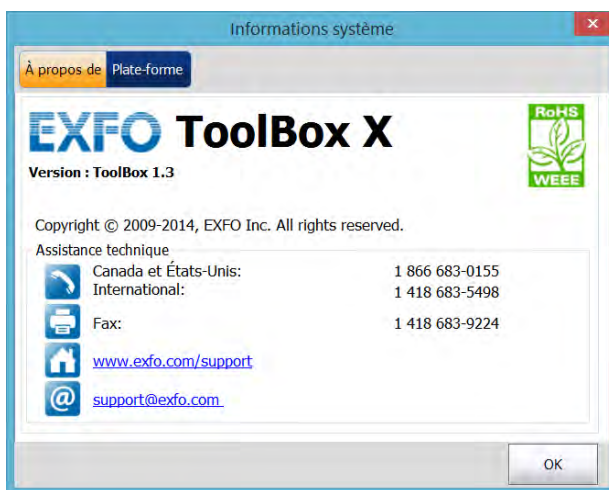 Informations système
À propos de
Plate-forme
EXFO ToolBox X
RoHS
WEEE
Version : ToolBox 1.3
Copyright © 2009-2014, EXFO Inc. All rights reserved.
Assistance technique
Canada et États-Unis: 1 866 683-0155
International: 1 418 683-5498
Fax: 1 418 683-9224
www.exfo.com/support
@
support@exfo.com
OK